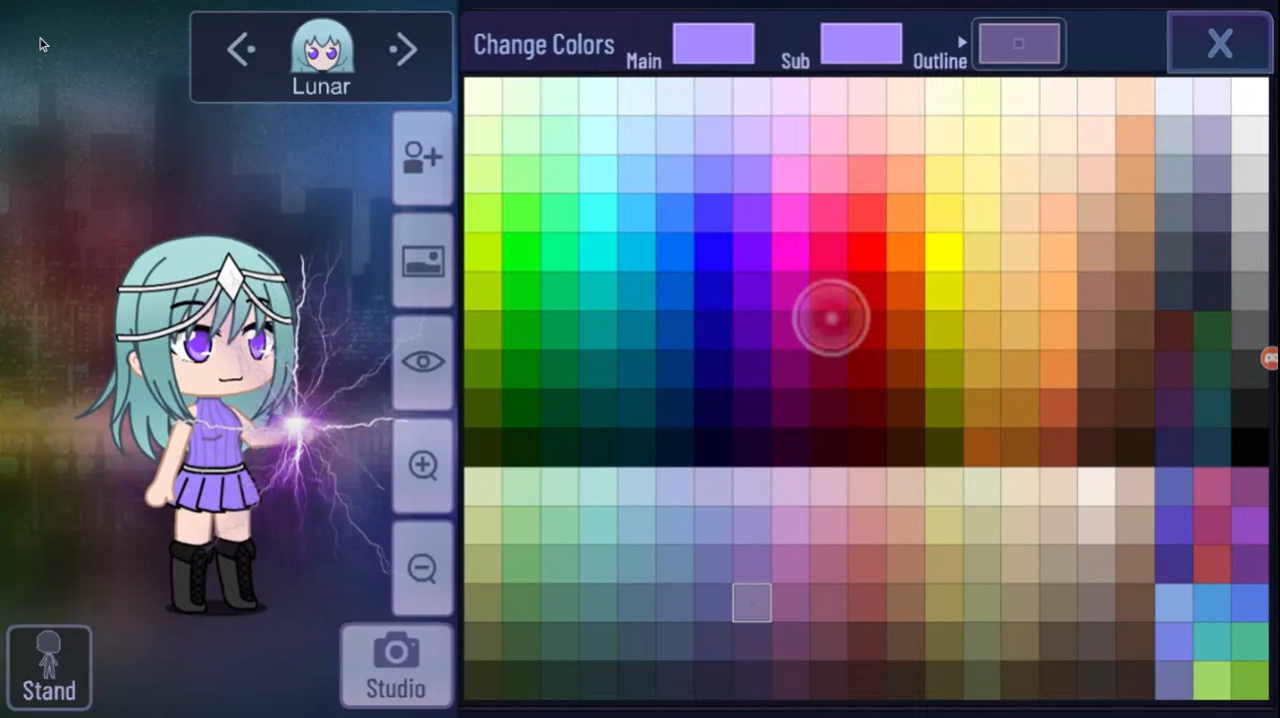 Lunar
Change Colors
Main
Sub
Outline
X
Stand
Studio